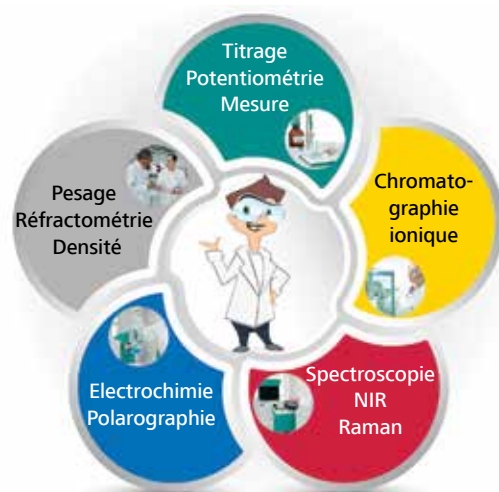 Titrage
Potentiométrie
Mesure
Chromato-
graphie
ionique
Spectroscopie
NIR
Raman
Electrochimie
Polarographie
Pesage
Réfractométrie
Densité